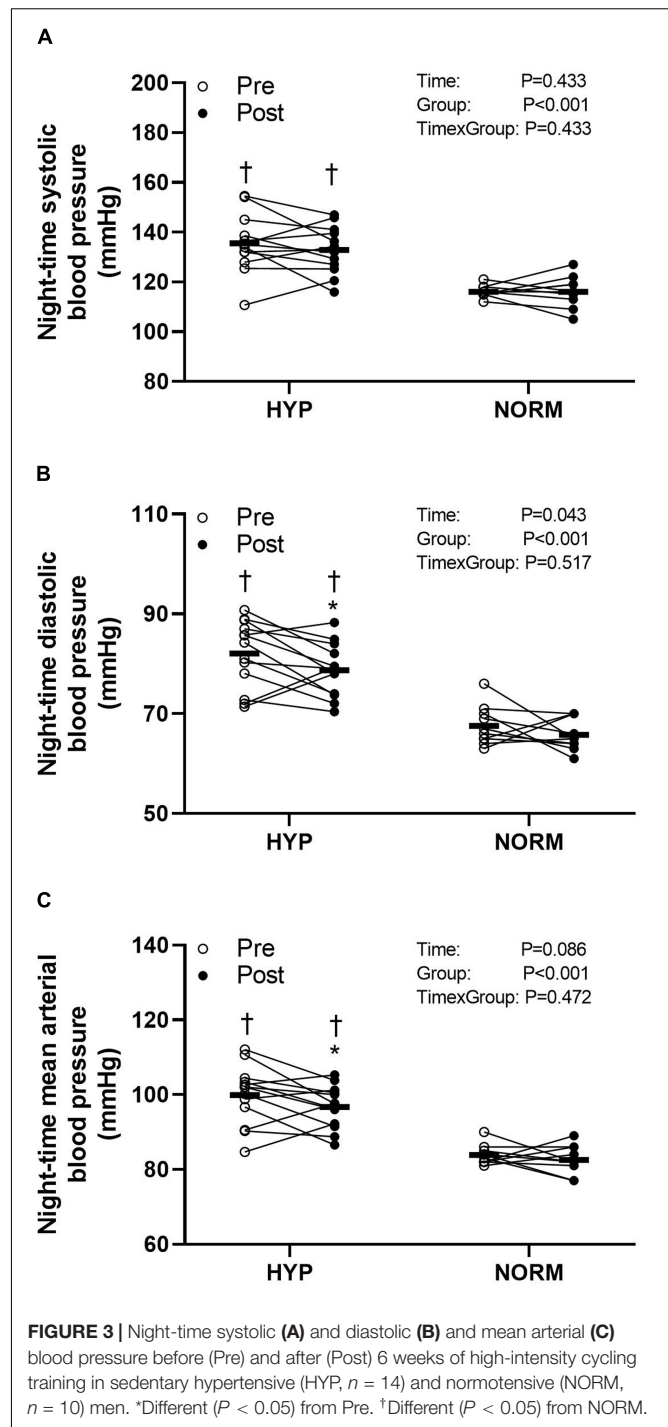 A
200
180
160
140
120
100
80
Night-time systolic
blood pressure
(mmHg)
Pre
Post
Time: P=0.433
Group: P<0.001
TimexGroup: P=0.433
† †
HYP NORM
B
110
90
70
50
Night-time diastolic
blood pressure
(mmHg)
Pre
Post
Time: P=0.043
Group: P<0.001
TimexGroup: P=0.517
† †
*
HYP NORM
C
140
120
100
80
60
Night-time mean arterial
blood pressure
(mmHg)
Pre
Post
Time: P=0.086
Group: P<0.001
TimexGroup: P=0.472
† †
*
HYP NORM
FIGURE 3 | Night-time systolic (A) and diastolic (B) and mean arterial (C)
blood pressure before (Pre) and after (Post) 6 weeks of high-intensity cycling
training in sedentary hypertensive (HYP, n = 14) and normotensive (NORM,
n = 10) men. *Different (P < 0.05) from Pre. †Different (P < 0.05) from NORM.